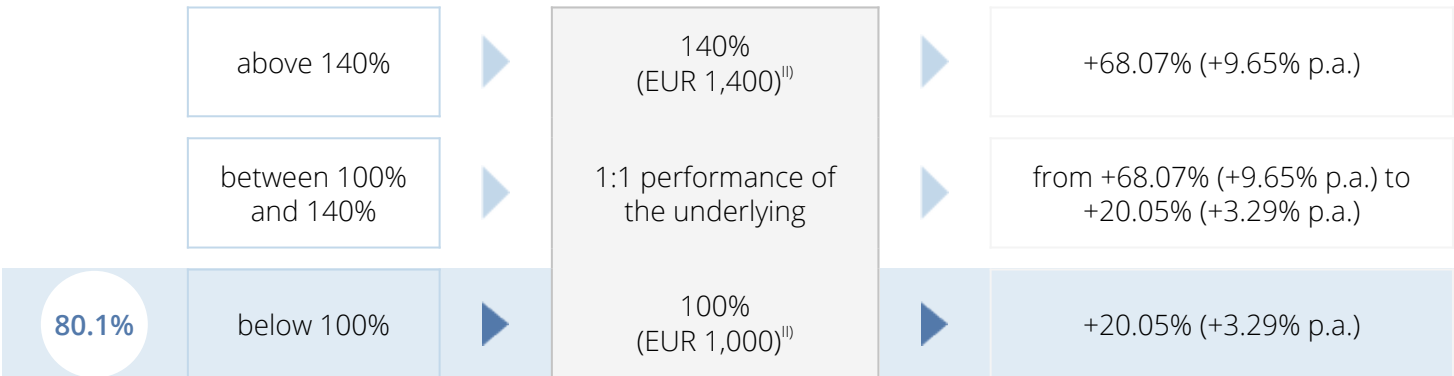 above 140%
140%
(EUR 1,400)II)
+68.07% (+9.65% p.a.)
between 100%
and 140%
1:1 performance of
the underlying
from +68.07% (+9.65% p.a.) to
+20.05% (+3.29% p.a.)
80.1%
below 100%
100%
(EUR 1,000)II)
+20.05% (+3.29% p.a.)